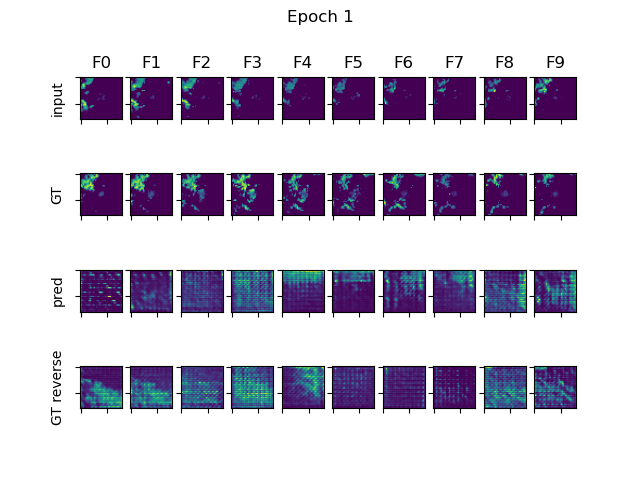 Epoch 1
F0 F1 F2 F3 F4 F5 F6 F7 F8 F9
input
GT
pred
GT reverse